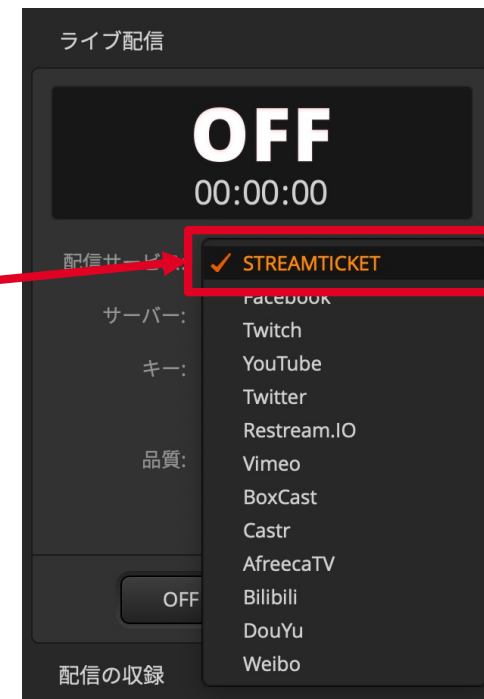 ライブ配信
OFF
00:00:00
配信サービス: ✓ STREAMTICKET
Facebook
サーバー:
Twitch
キー:
YouTube
Twitter
Restream.IO
品質:
Vimeo
BoxCast
Castr
AfreecaTV
OFF
Bilibili
DouYu
配信の収録
Weibo